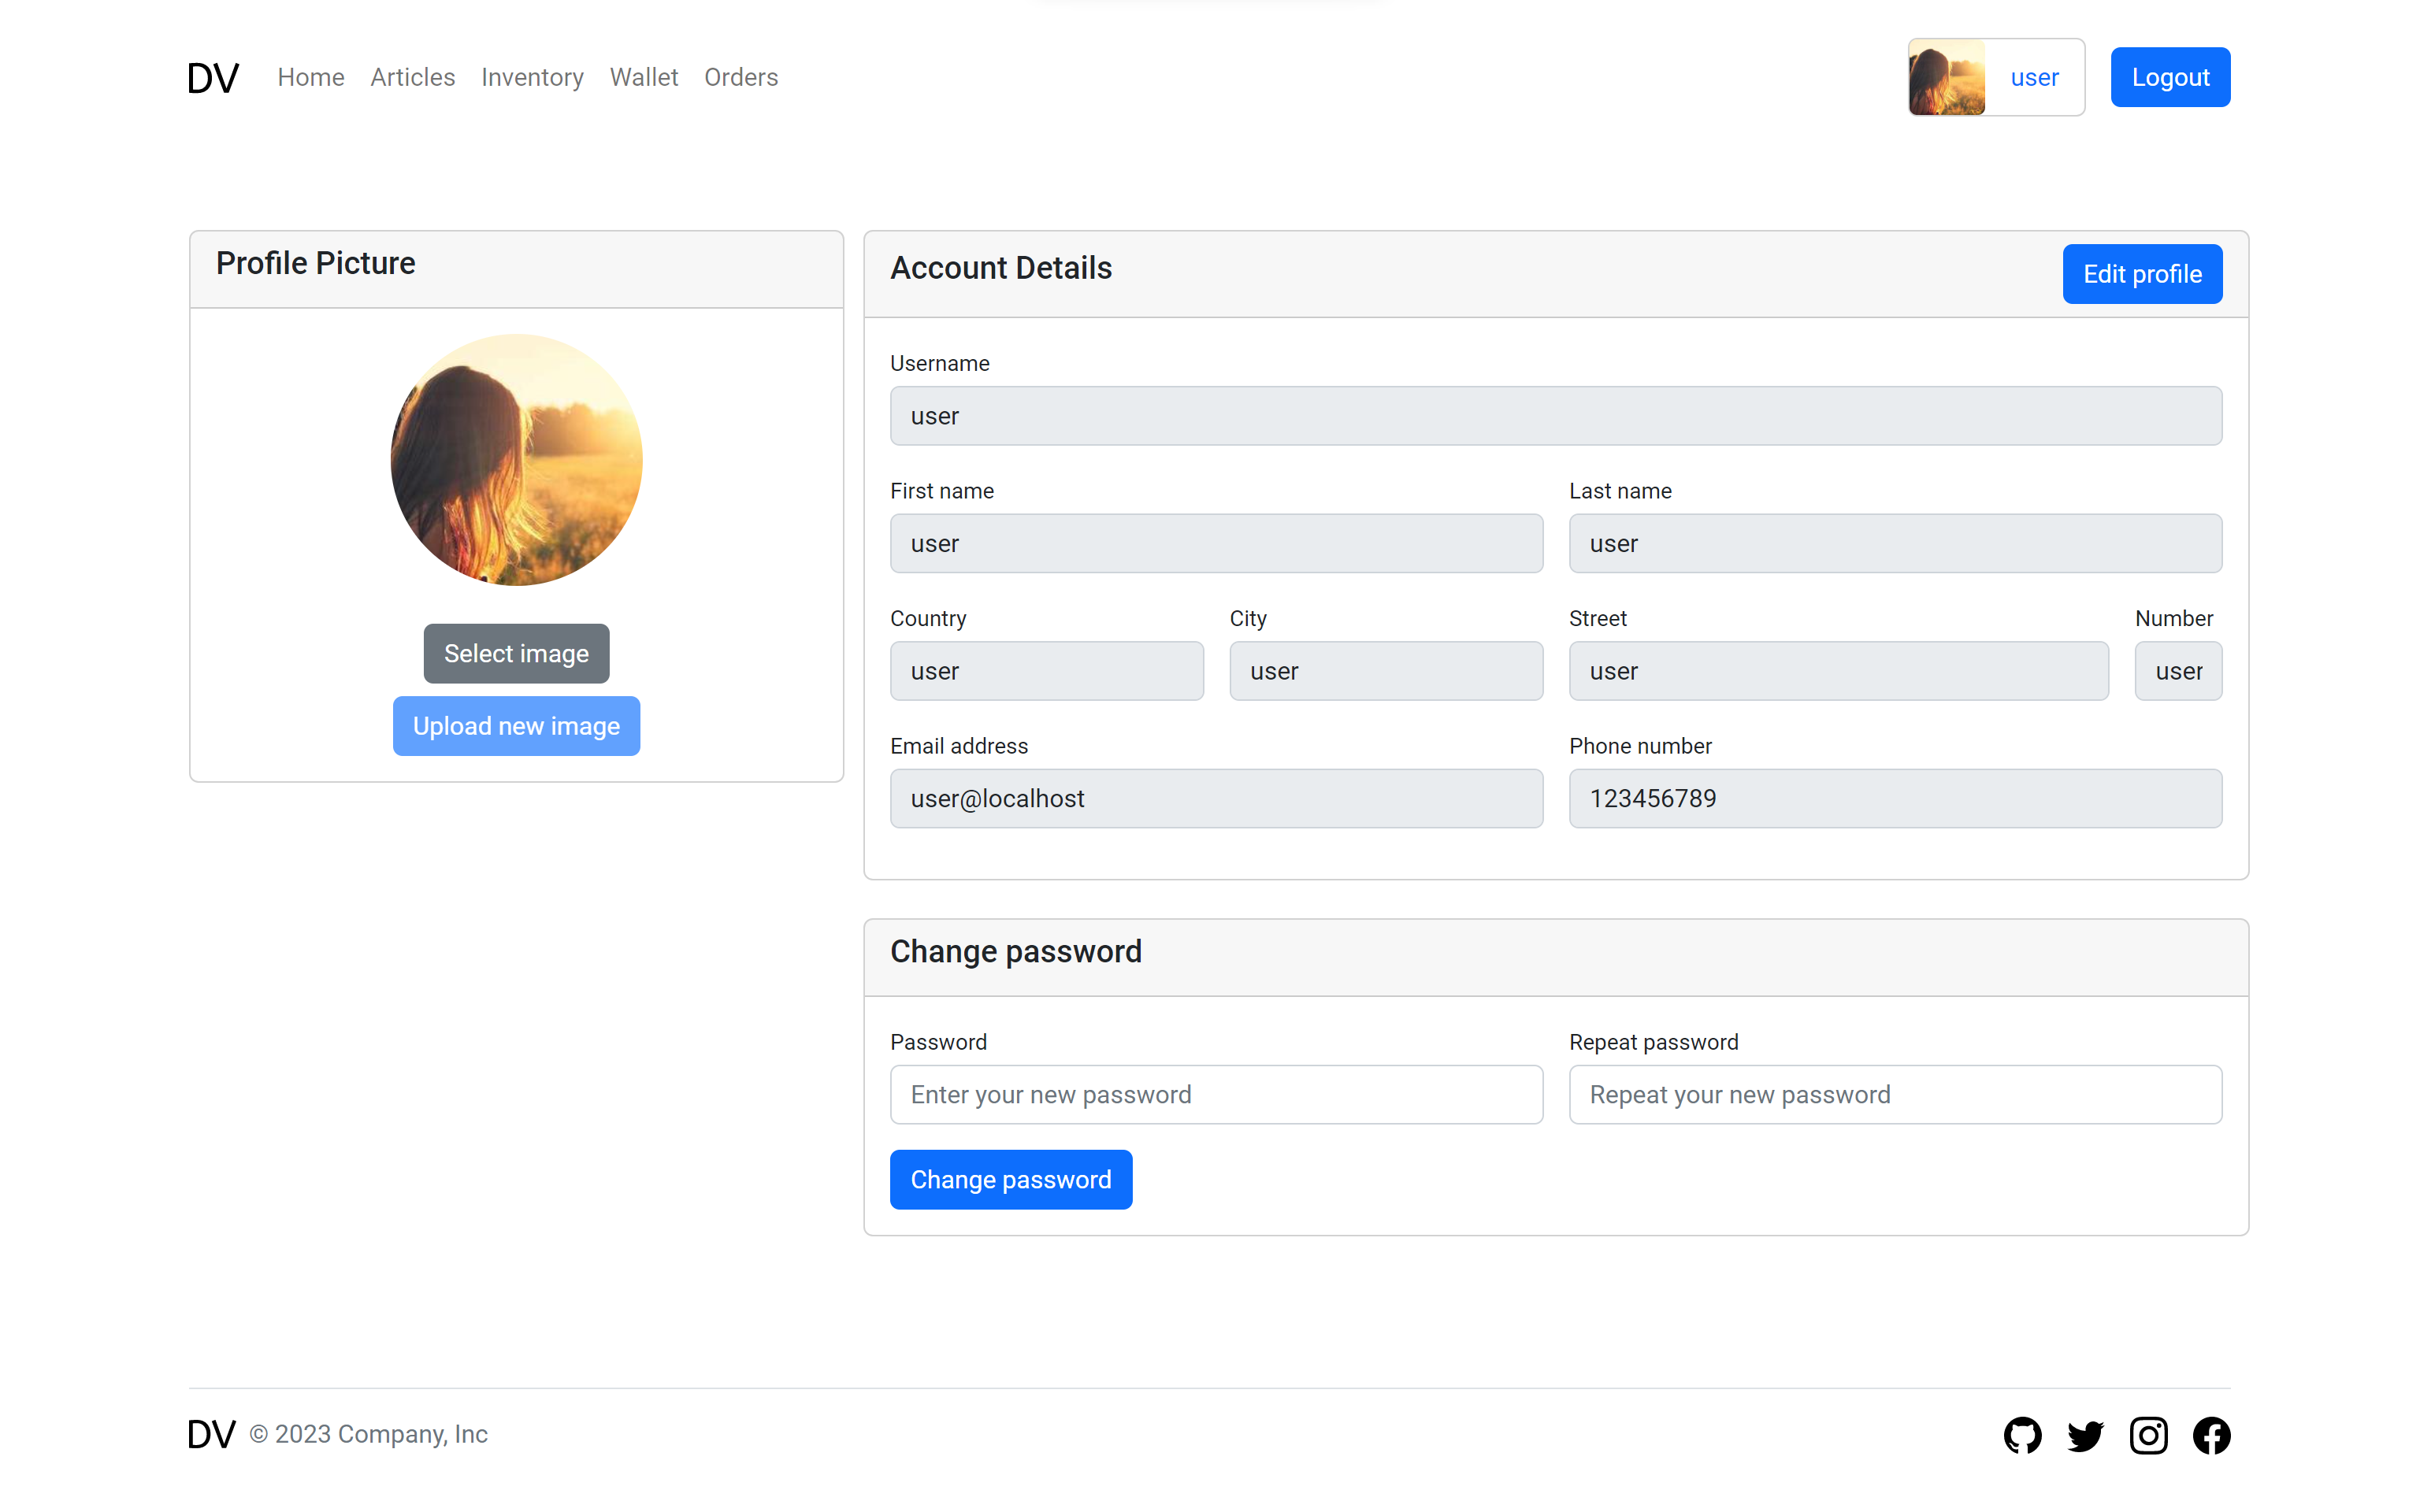 DV Home Articles Inventory Wallet Orders user Logout
Profile Picture
Select image
Upload new image
Account Details Edit profile
Username
user
First name Last name
user user
Country City Street Number
user user user user
Email address Phone number
user@localhost 123456789
Change password
Password Repeat password
Enter your new password Repeat your new password
Change password
DV © 2023 Company, Inc